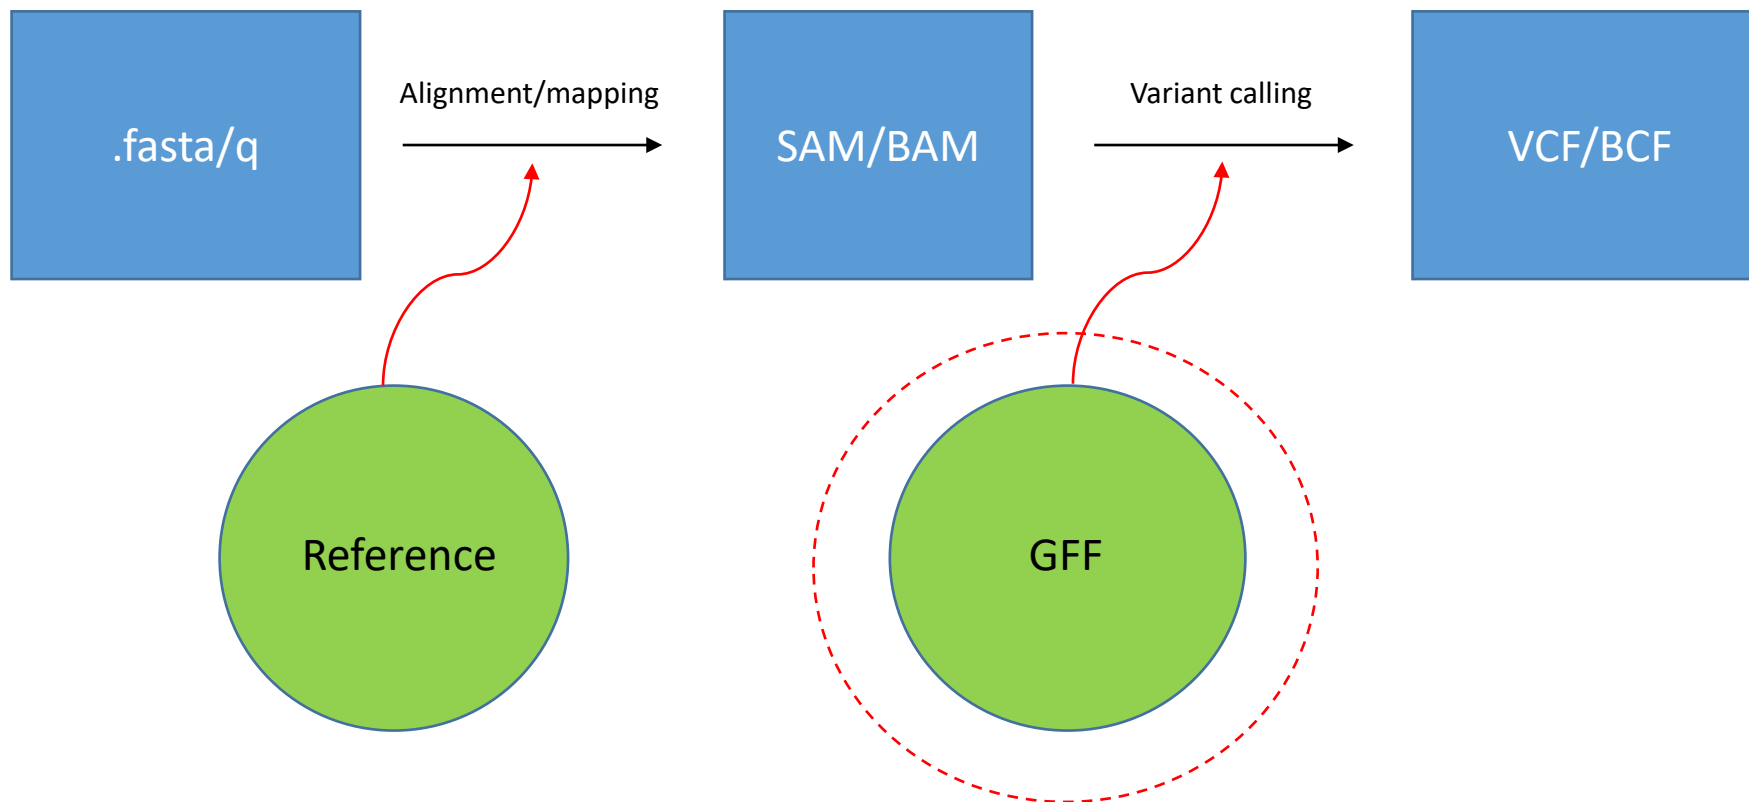 .fasta/q
Alignment/mapping
SAM/BAM
Variant calling
VCF/BCF
Reference
GFF